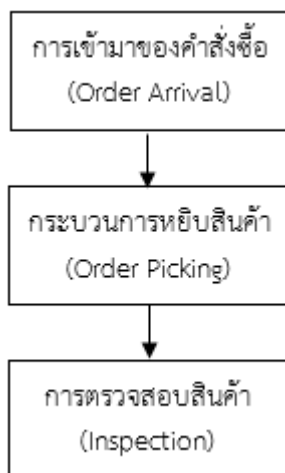 การเข้ามาของคำสั่งซื้อ
(Order Arrival)
กระบวนการหยิบสินค้า
(Order Picking)
การตรวจสอบสินค้า
(Inspection)